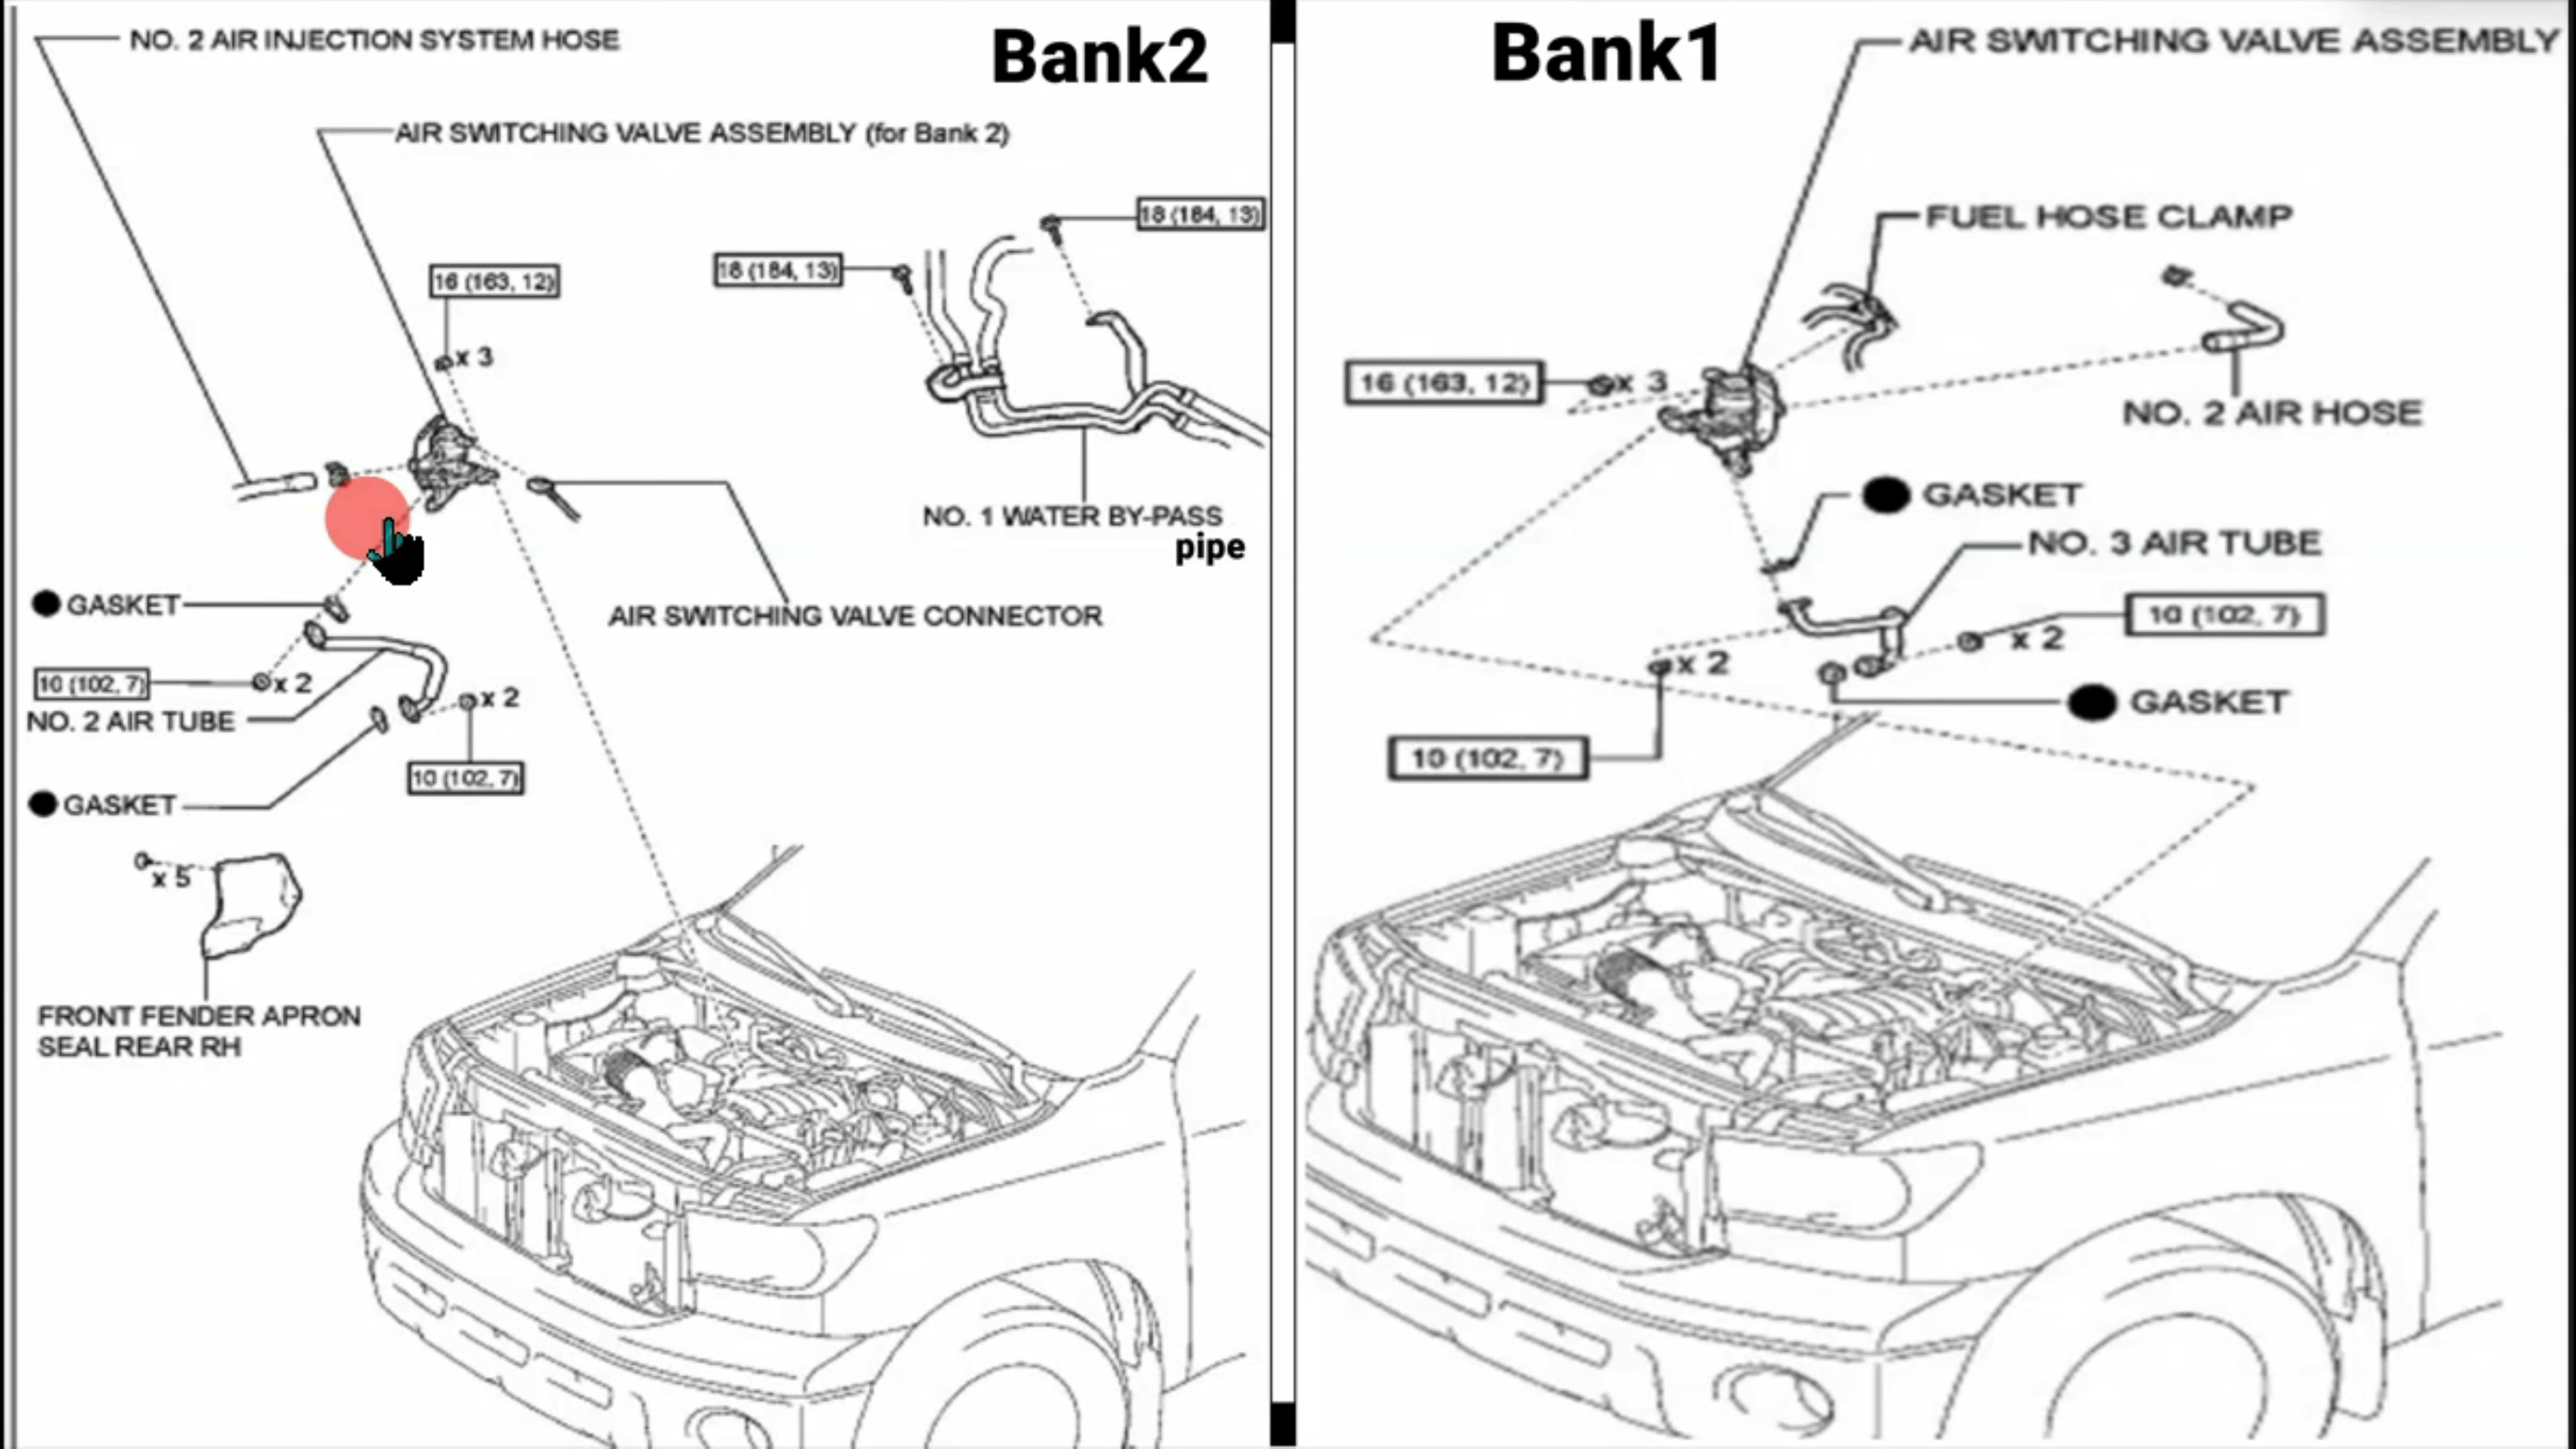 NO. 2 AIR INJECTION SYSTEM HOSE
Bank2
AIR SWITCHING VALVE ASSEMBLY (for Bank 2)
18 (184, 13)
18 (184, 13)
16 (163, 12)
x 3
NO. 1 WATER BY-PASS
pipe
GASKET
AIR SWITCHING VALVE CONNECTOR
10 (102, 7)
x 2
x 2
NO. 2 AIR TUBE
10 (102, 7)
GASKET
x 5
FRONT FENDER APRON
SEAL REAR RH
Bank1
AIR SWITCHING VALVE ASSEMBLY
FUEL HOSE CLAMP
16 (163, 12)
x 3
NO. 2 AIR HOSE
GASKET
NO. 3 AIR TUBE
10 (102, 7)
x 2
x 2
GASKET
10 (102, 7)